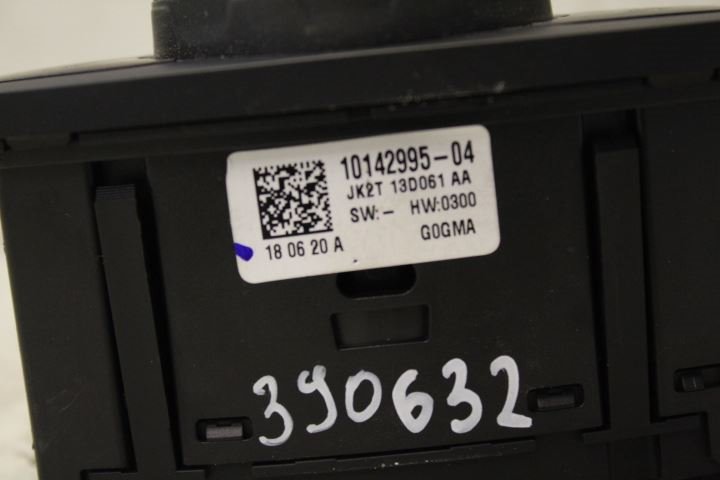 10142995-04
JK2T 13D061 AA
SW:- HW:0300
G0GMA
18 06 20 A
390632